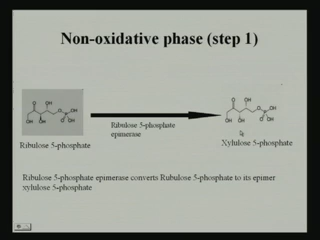 Non-oxidative phase (step 1)
Ribulose 5-phosphate
Ribulose 5-phosphate
epimerase
Xylulose 5-phosphate
Ribulose 5-phosphate epimerase converts Rubulose 5-phosphate to its epimer
xylulose 5-phosphate